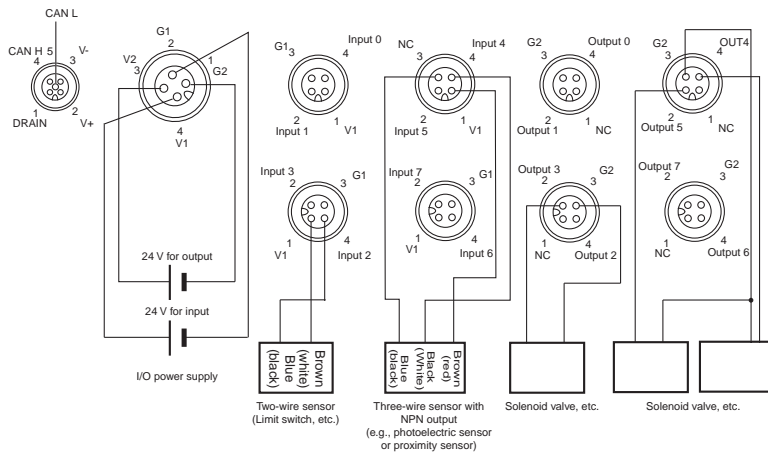 CAN L
CAN H 5 V-
4 3
1 2
DRAIN V+
G1
2
V2 1
3 G2
4
V1
24 V for output
24 V for input
I/O power supply
G1 Input 0
3 4
2 1
Input 1 V1
Input 3 G1
2 3
1 4
V1 Input 2
Brown
(white)
Blue
(black)
Two-wire sensor
(Limit switch, etc.)
NC Input 4
3 4
2 1
Input 5 V1
Input 7 G1
2 3
1 4
V1 Input 6
Brown
(red)
Black
(White)
Blue
(black)
Three-wire sensor with
NPN output
(e.g., photoelectric sensor
or proximity sensor)
G2 Output 0
3 4
2 1
Output 1 NC
Output 3 G2
2 3
1 4
NC Output 2
Solenoid valve, etc.
G2 OUT4
3 4
2 1
Output 5 NC
Output 7 G2
2 3
1 4
NC Output 6
Solenoid valve, etc.